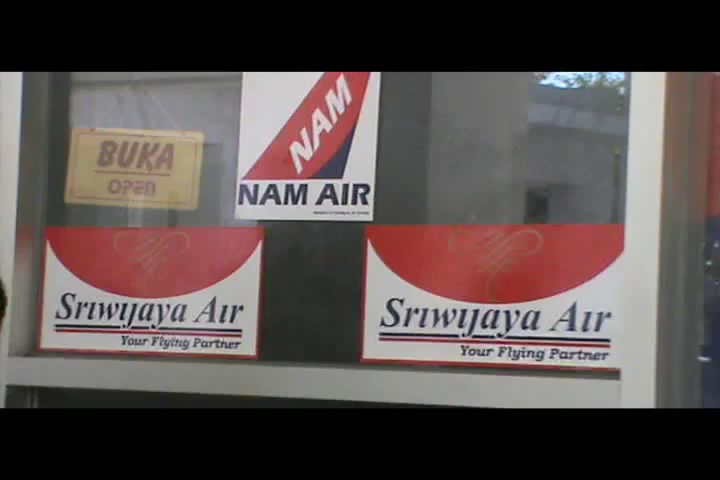 NAM
BUKA
OPEN
NAM AIR
Sriwijaya Air
Your Flying Partner
Sriwijaya Air
Your Flying Partner